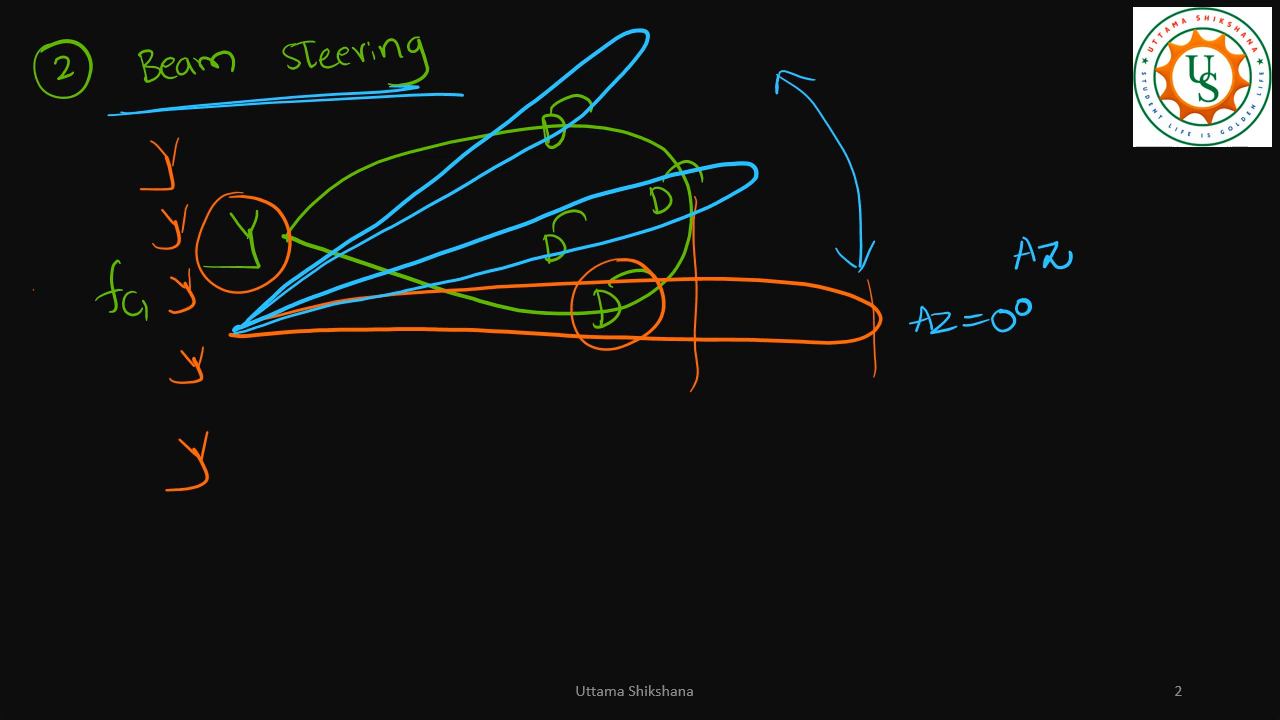 2 Beam Steering
UTTAMA SHIKSHANA
US
STUDENT LIFE IS GOLDEN LIFE
Y
Y
Y
fc1
Y
Y
Y
D
D
D
D
AZ
AZ=0°
Uttama Shikshana
2